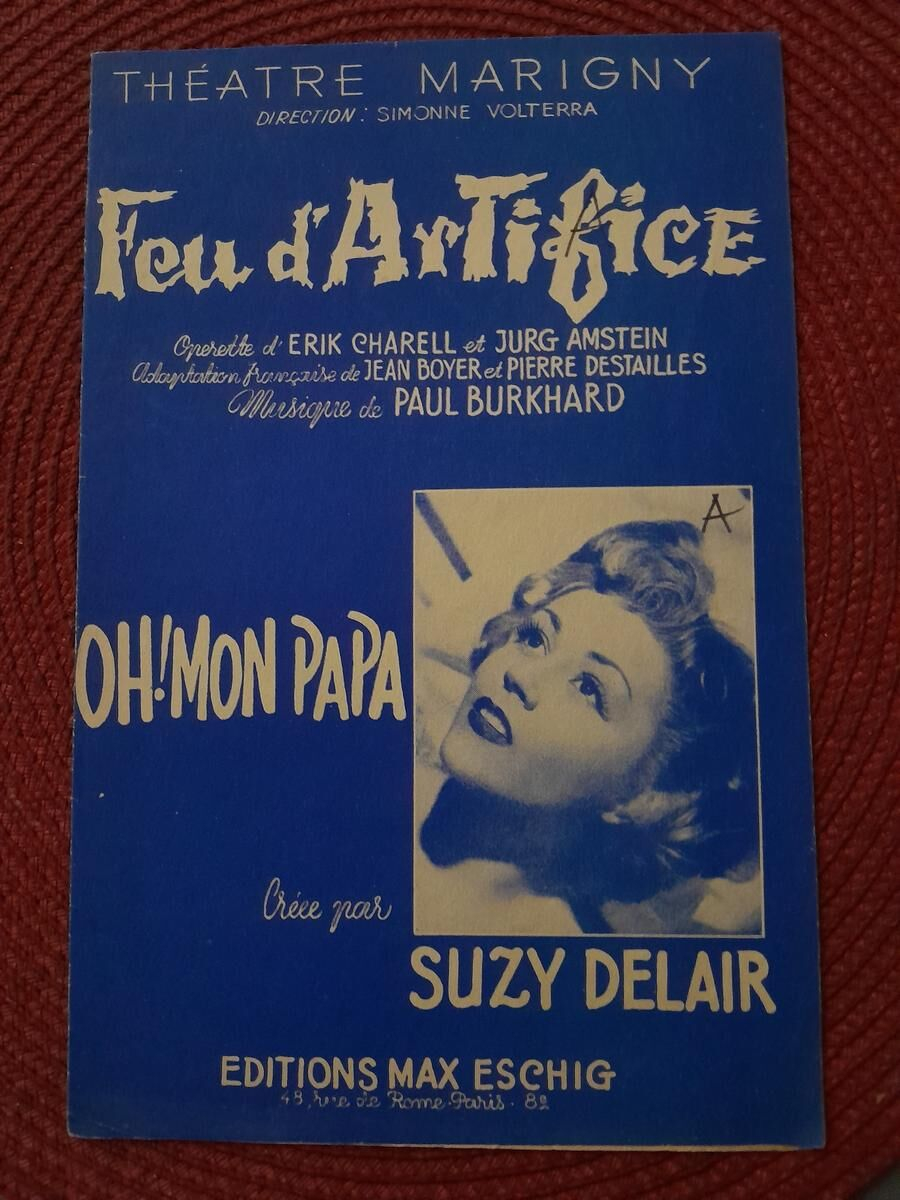 THÉATRE MARIGNY
DIRECTION: SIMONNE VOLTERRA
Feu d'ArTifice
A
Operette d' ERIK CHARELL et JURG AMSTEIN
Adaptation française de JEAN BOYER et PIERRE DESTAILLES
Musique de PAUL BURKHARD
A
OH! MON PAPA
Créee par
SUZY DELAIR
EDITIONS MAX ESCHIG
48, rue de Rome-Paris. 8e